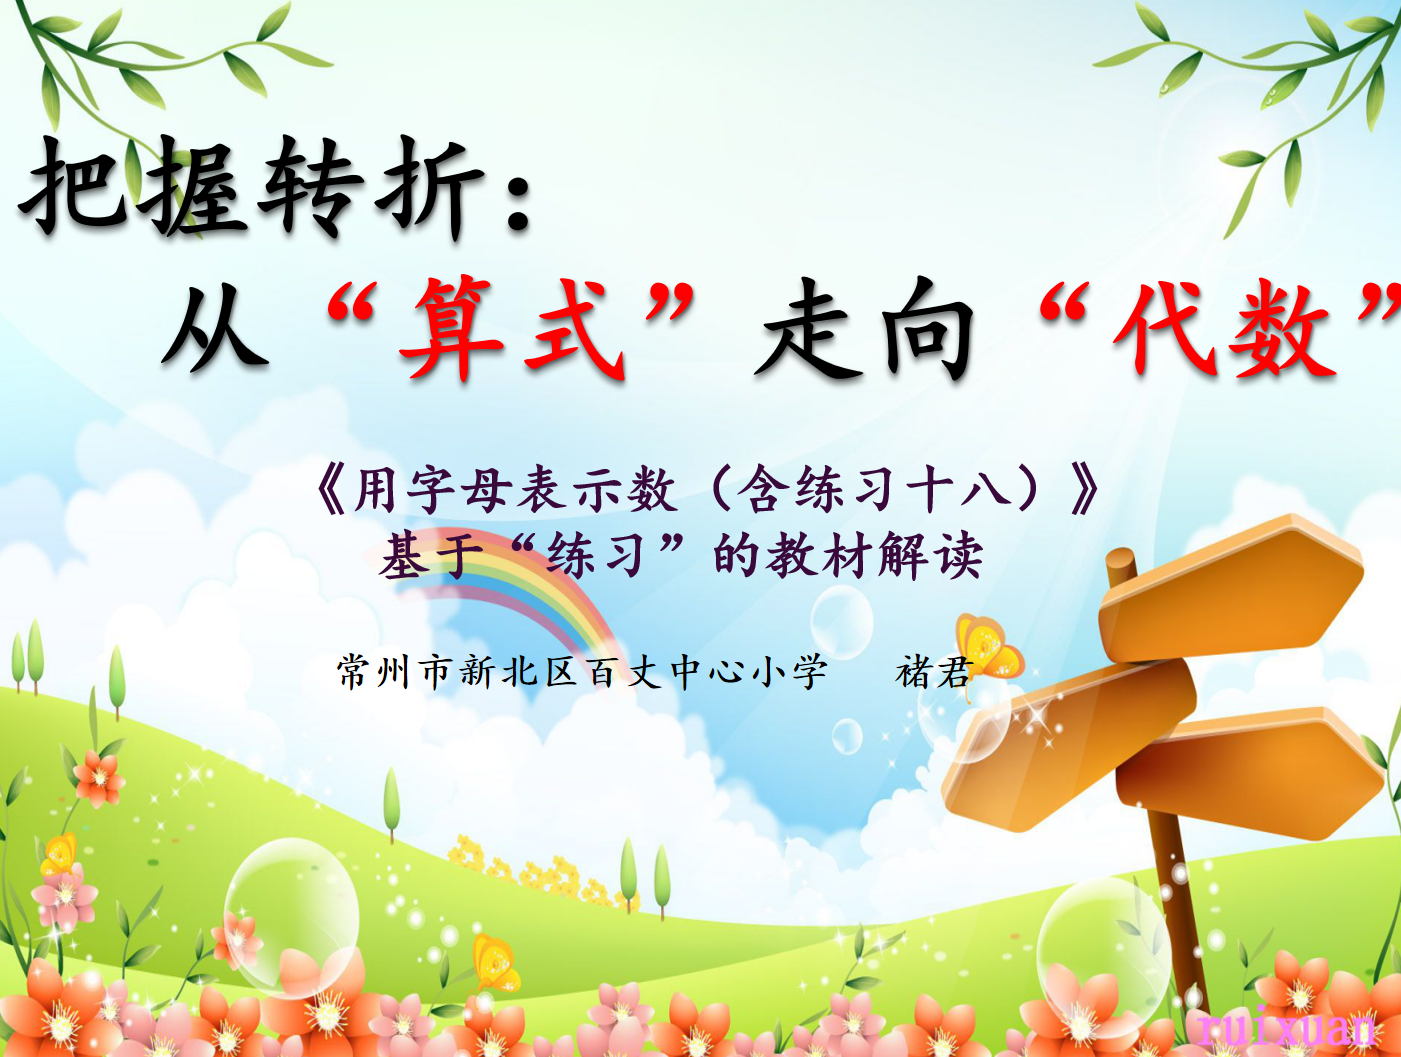 把握转折：
从“算式”走向“代数”
《用字母表示数（含练习十八）》
基于“练习”的教材解读
常州市新北区百丈中心小学 褚君
ruixuan